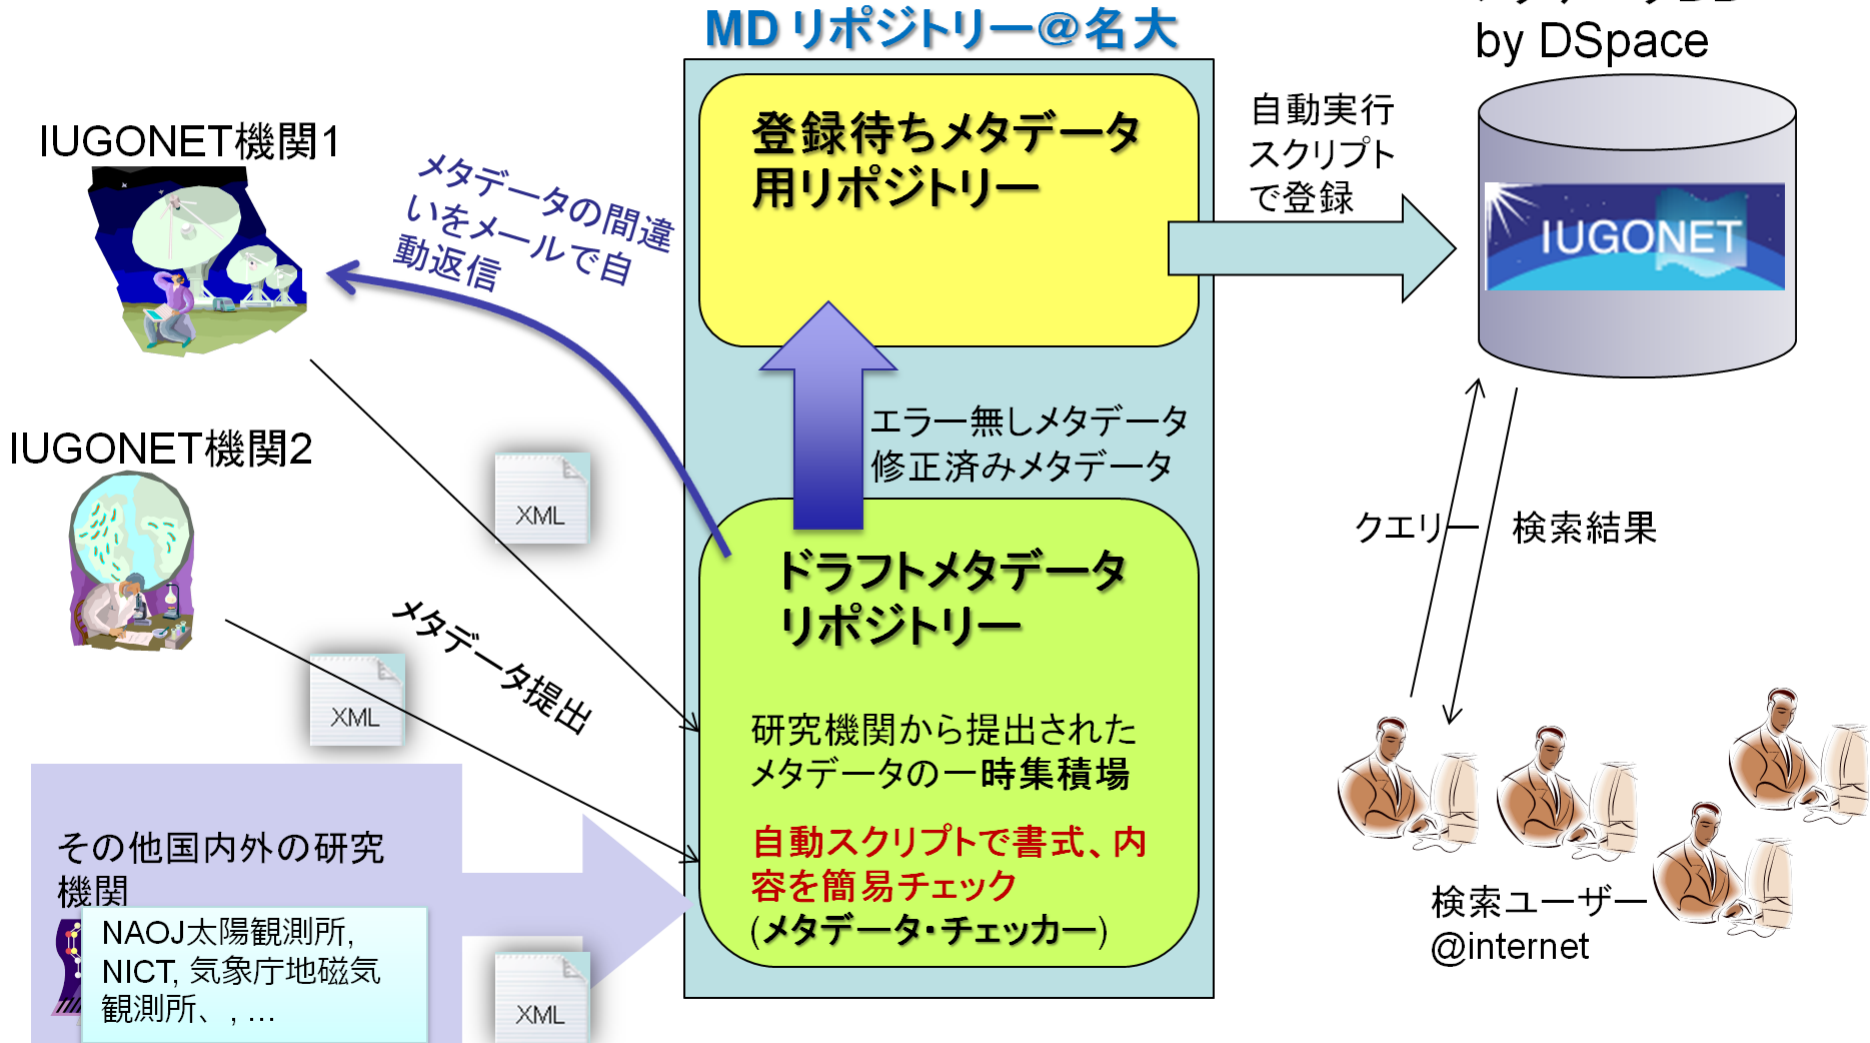 MDリポジトリー@名大
by DSpace
IUGONET機関1
メタデータの間違
いをメールで自
動返信
登録待ちメタデータ
用リポジトリー
自動実行
スクリプト
で登録
IUGONET
エラー無しメタデータ
修正済みメタデータ
IUGONET機関2
XML
XML
メタデータ提出
ドラフトメタデータ
リポジトリー
研究機関から提出された
メタデータの一時集積場
自動スクリプトで書式、内
容を簡易チェック
(メタデータ・チェッカー)
クエリー
検索結果
その他国内外の研究
機関
NAOJ太陽観測所,
NICT, 気象庁地磁気
観測所、, ...
XML
検索ユーザー
@internet